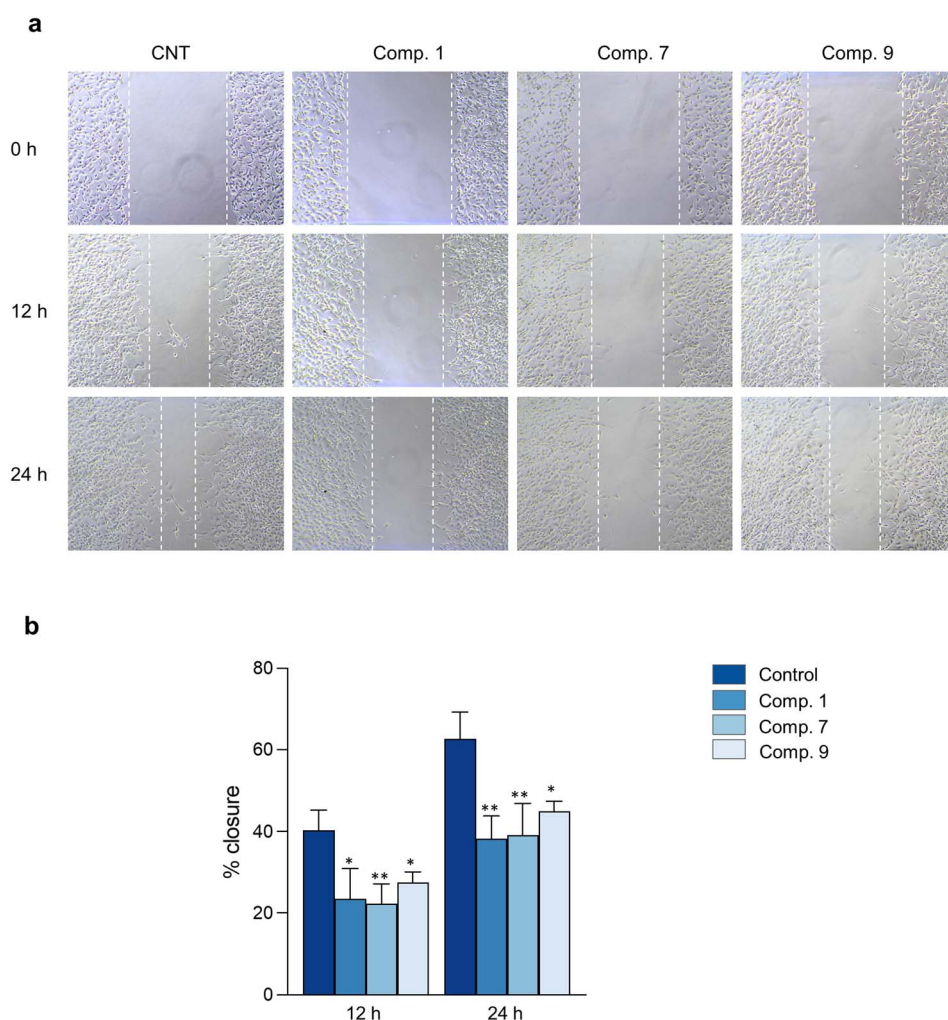 a
CNT Comp. 1 Comp. 7 Comp. 9
0 h
12 h
24 h
b
% closure
80
60
40
20
0
* ** *
** ** *
12 h 24 h
Control
Comp. 1
Comp. 7
Comp. 9